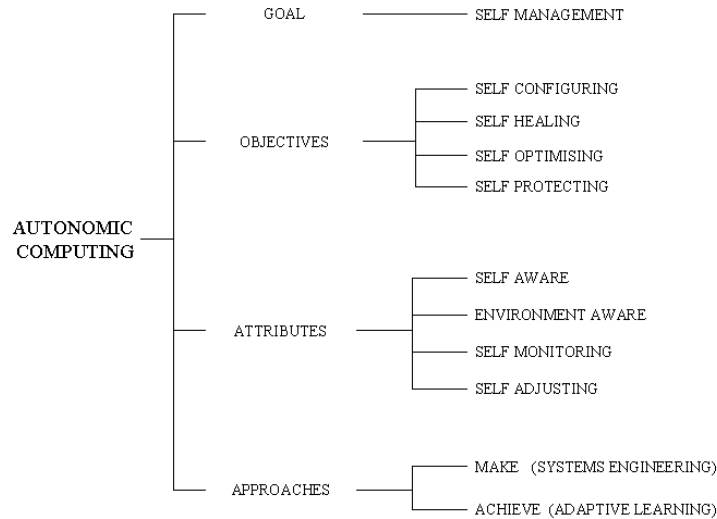 GOAL
SELF MANAGEMENT
SELF CONFIGURING
SELF HEALING
OBJECTIVES
SELF OPTIMISING
SELF PROTECTING
AUTONOMIC
COMPUTING
SELF AWARE
ENVIRONMENT AWARE
ATTRIBUTES
SELF MONITORING
SELF ADJUSTING
MAKE (SYSTEMS ENGINEERING)
APPROACHES
ACHIEVE (ADAPTIVE LEARNING)